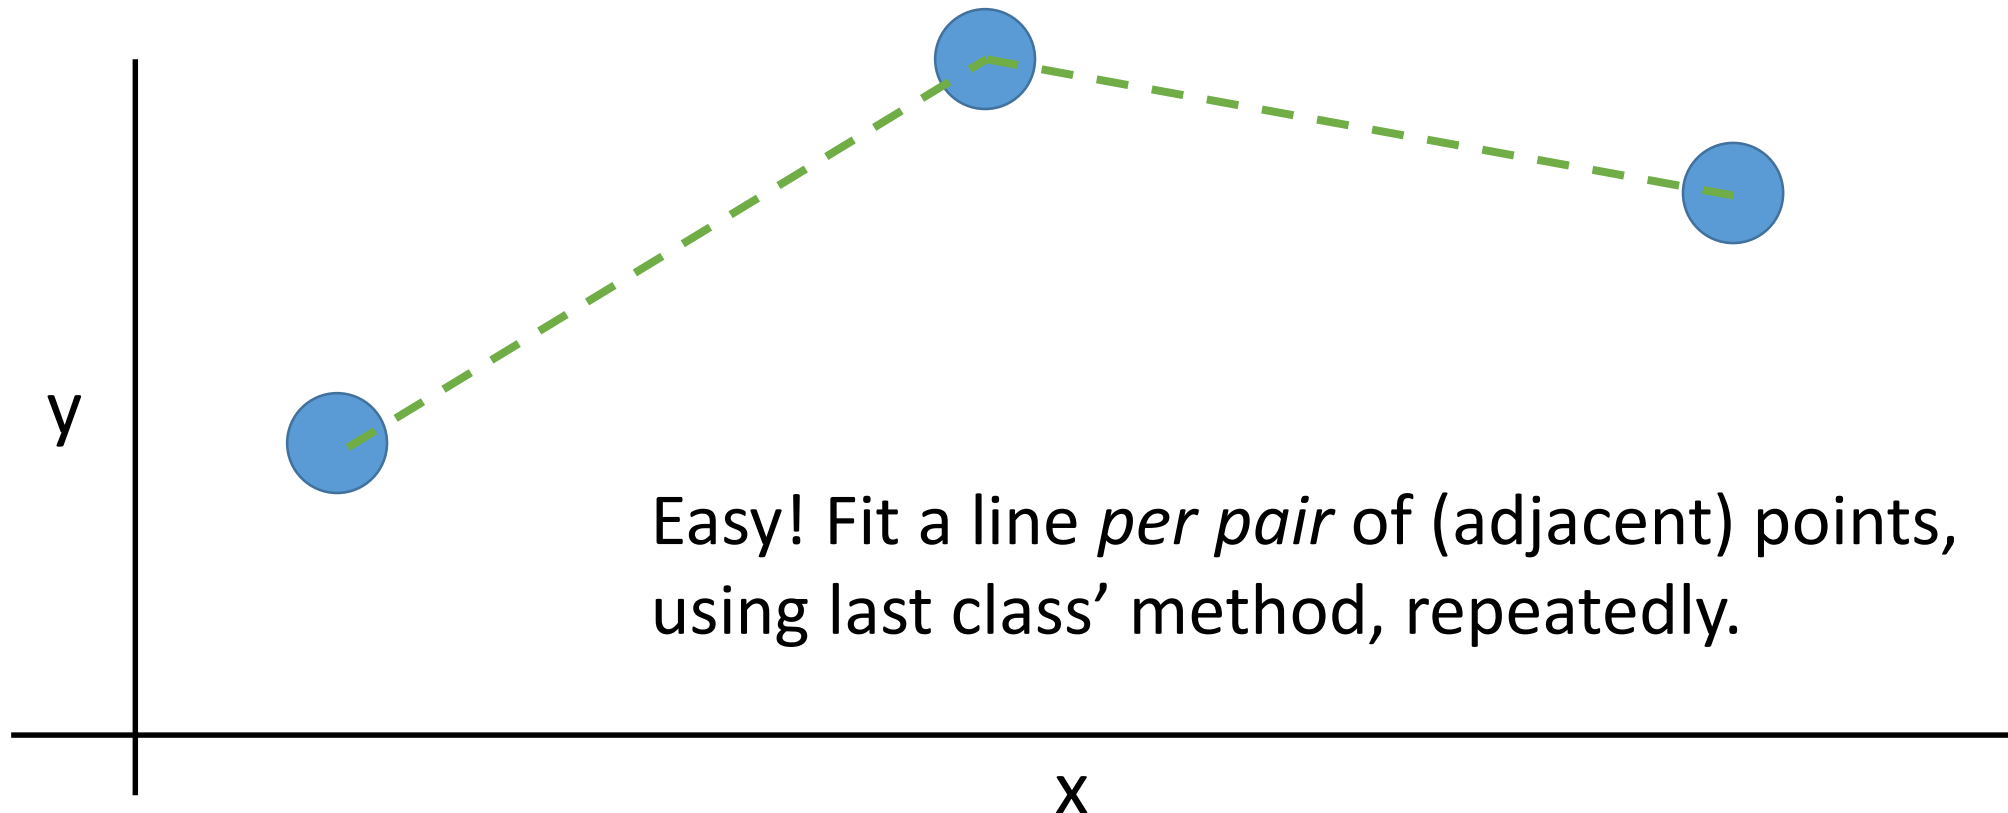 y
Easy! Fit a line per pair of (adjacent) points,
using last class’ method, repeatedly.
x